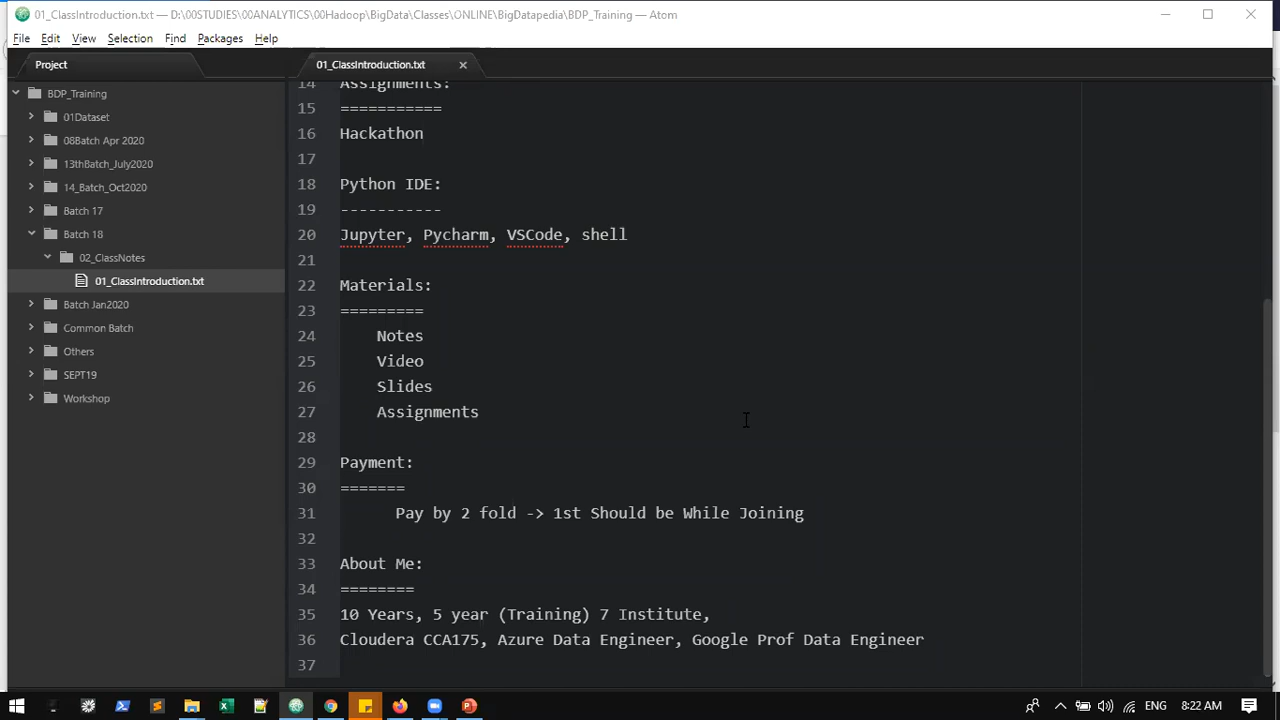 01_ClassIntroduction.txt — D:\00STUDIES\00ANALYTICS\00Hadoop\BigData\Classes\ONLINE\BigDatapedia\BDP_Training — Atom
File Edit View Selection Find Packages Help
Project
01_ClassIntroduction.txt
BDP_Training
01Dataset
08Batch Apr 2020
13thBatch_July2020
14_Batch_Oct2020
Batch 17
Batch 18
02_ClassNotes
01_ClassIntroduction.txt
Batch Jan2020
Common Batch
Others
SEPT19
Workshop
14 Assignments:
15 ===========
16 Hackathon
17
18 Python IDE:
19 -----------
20 Jupyter, Pycharm, VSCode, shell
21
22 Materials:
23 =========
24 Notes
25 Video
26 Slides
27 Assignments
28
29 Payment:
30 =======
31 Pay by 2 fold -> 1st Should be While Joining
32
33 About Me:
34 ========
35 10 Years, 5 year (Training) 7 Institute,
36 Cloudera CCA175, Azure Data Engineer, Google Prof Data Engineer
37
ENG 8:22 AM